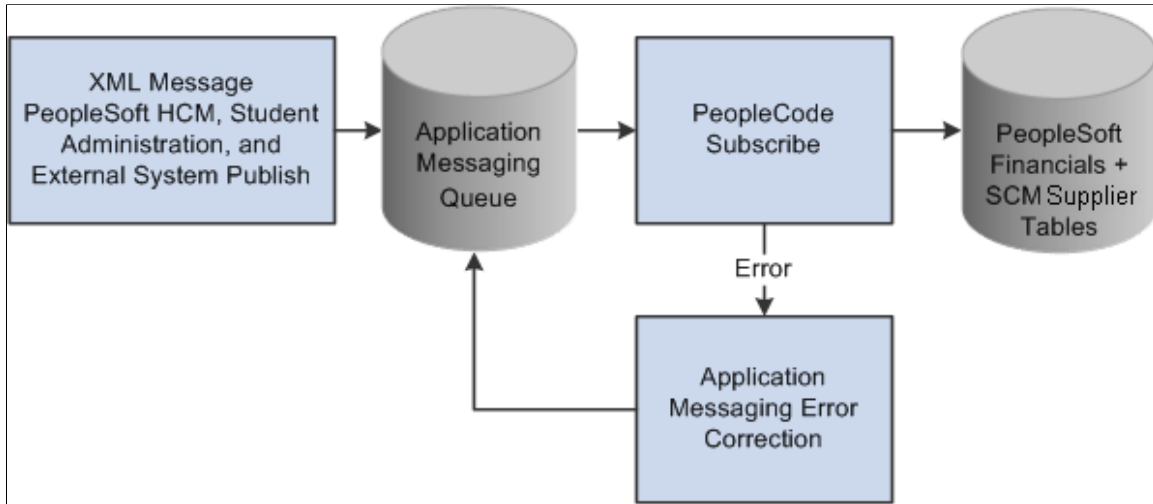 XML Message
PeopleSoft HCM, Student
Administration, and
External System Publish
Application
Messaging
Queue
PeopleCode
Subscribe
PeopleSoft
Financials +
SCM Supplier
Tables
Error
Application
Messaging Error
Correction